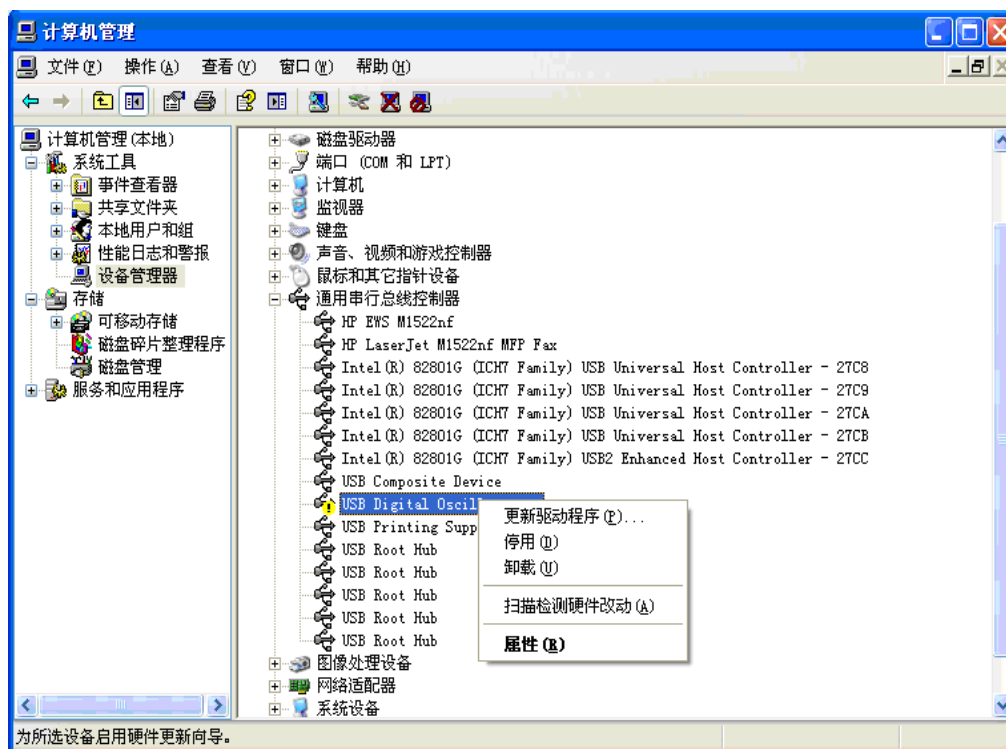 计算机管理
文件(F) 操作(A) 查看(V) 窗口(W) 帮助(H)
计算机管理(本地)
系统工具
事件查看器
共享文件夹
本地用户和组
性能日志和警报
设备管理器
存储
可移动存储
磁盘碎片整理程序
磁盘管理
服务和应用程序
磁盘驱动器
端口 (COM 和 LPT)
计算机
监视器
键盘
声音、视频和游戏控制器
鼠标和其它指针设备
通用串行总线控制器
HP EWS M1522nf
HP LaserJet M1522nf MFP Fax
Intel(R) 82801G (ICH7 Family) USB Universal Host Controller - 27C8
Intel(R) 82801G (ICH7 Family) USB Universal Host Controller - 27C9
Intel(R) 82801G (ICH7 Family) USB Universal Host Controller - 27CA
Intel(R) 82801G (ICH7 Family) USB Universal Host Controller - 27CB
Intel(R) 82801G (ICH7 Family) USB2 Enhanced Host Controller - 27CC
USB Composite Device
USB Digital Oscil
USB Printing Supp
USB Root Hub
USB Root Hub
USB Root Hub
USB Root Hub
USB Root Hub
图像处理设备
网络适配器
系统设备
更新驱动程序(P)...
停用(D)
卸载(U)
扫描检测硬件改动(A)
属性(R)
为所选设备启用硬件更新向导。